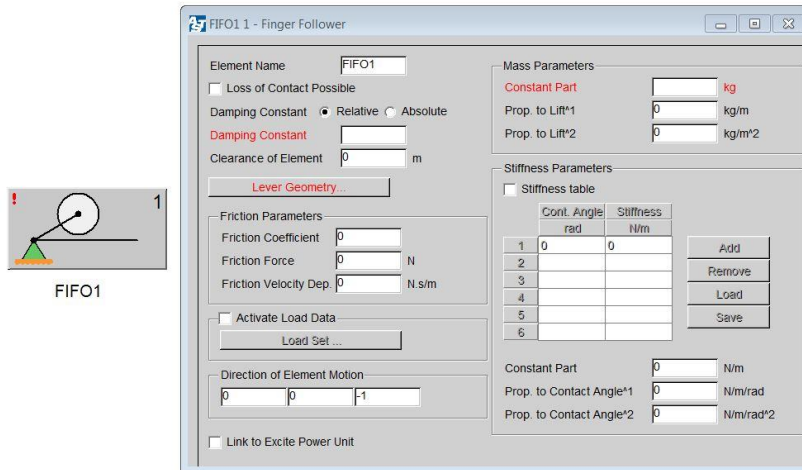 FIFO1 1 - Finger Follower
Element Name FIFO1
Loss of Contact Possible
Damping Constant Relative Absolute
Damping Constant
Clearance of Element 0 m
Lever Geometry...
Friction Parameters
Friction Coefficient 0
Friction Force 0 N
Friction Velocity Dep. 0 N.s/m
Activate Load Data
Load Set ...
Direction of Element Motion
0 0 -1
Link to Excite Power Unit
Mass Parameters
Constant Part kg
Prop. to Lift^1 0 kg/m
Prop. to Lift^2 0 kg/m^2
Stiffness Parameters
Stiffness table
Cont. Angle Stiffness
rad N/m
1 0 0
2
3
4
5
6
Add
Remove
Load
Save
Constant Part 0 N/m
Prop. to Contact Angle^1 0 N/m/rad
Prop. to Contact Angle^2 0 N/m/rad^2
! 1
FIFO1